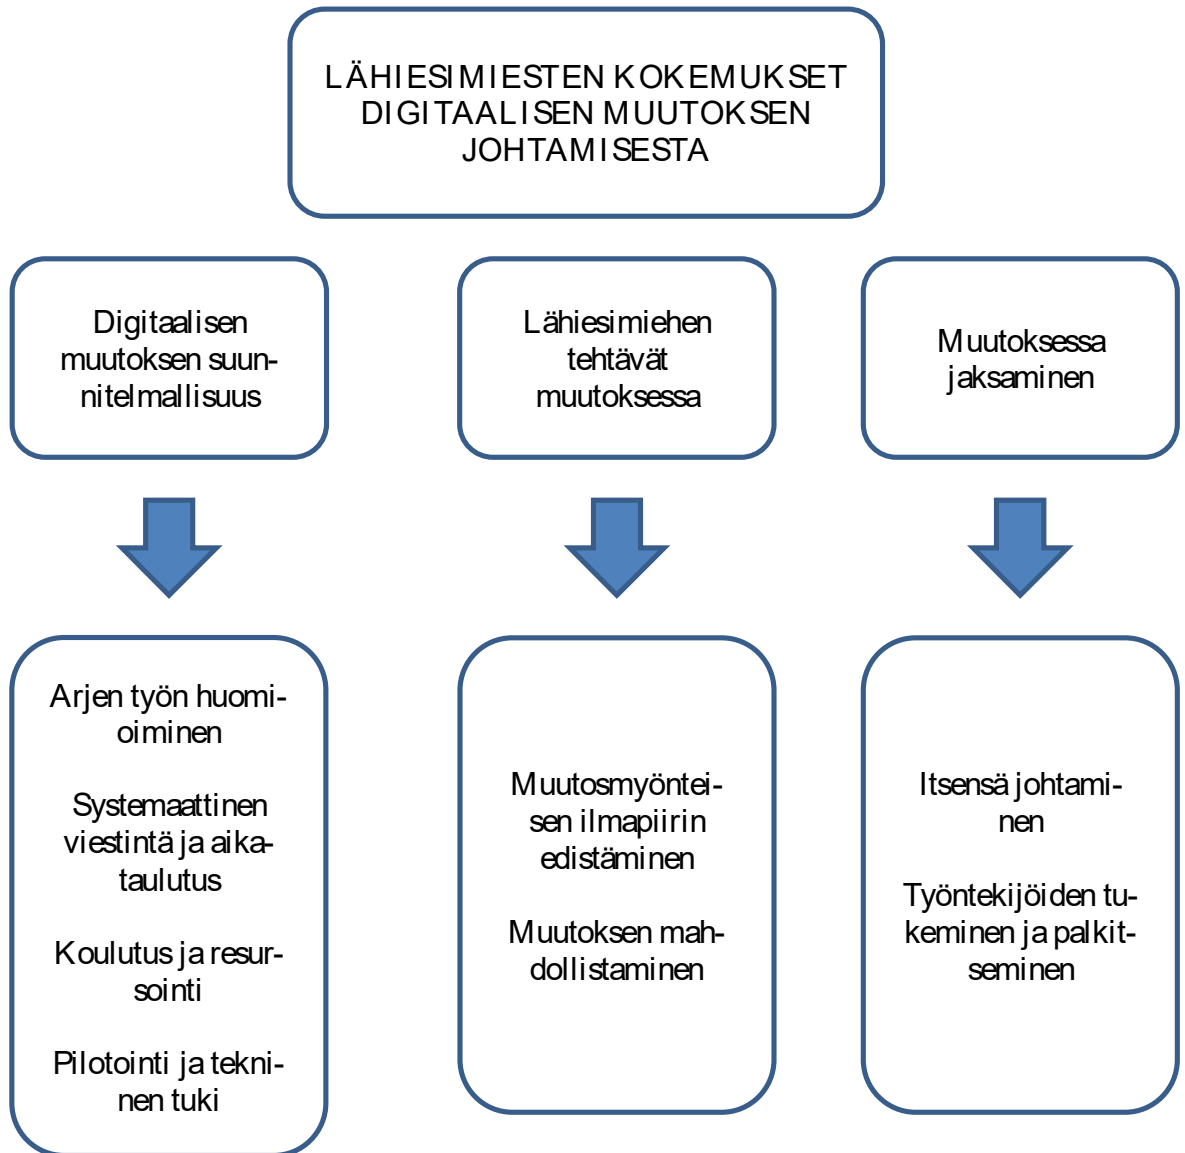 LÄHIESIMIESTEN KOKEMUKSET
DIGITAALISEN MUUTOKSEN
JOHTAMISESTA
Digitaalisen
muutoksen suun-
nitelmallisuus
Lähiesimiehen
tehtävät
muutoksessa
Muutoksessa
jaksaminen
Arjen työn huomi-
oiminen
Systemaattinen
viestintä ja aika-
taulutus
Koulutus ja resur-
sointi
Pilotointi ja tekni-
nen tuki
Muutosmyöntei-
sen ilmapiirin
edistäminen
Muutoksen mah-
dollistaminen
Itsensä johtami-
nen
Työntekijöiden tu-
keminen ja palkit-
seminen